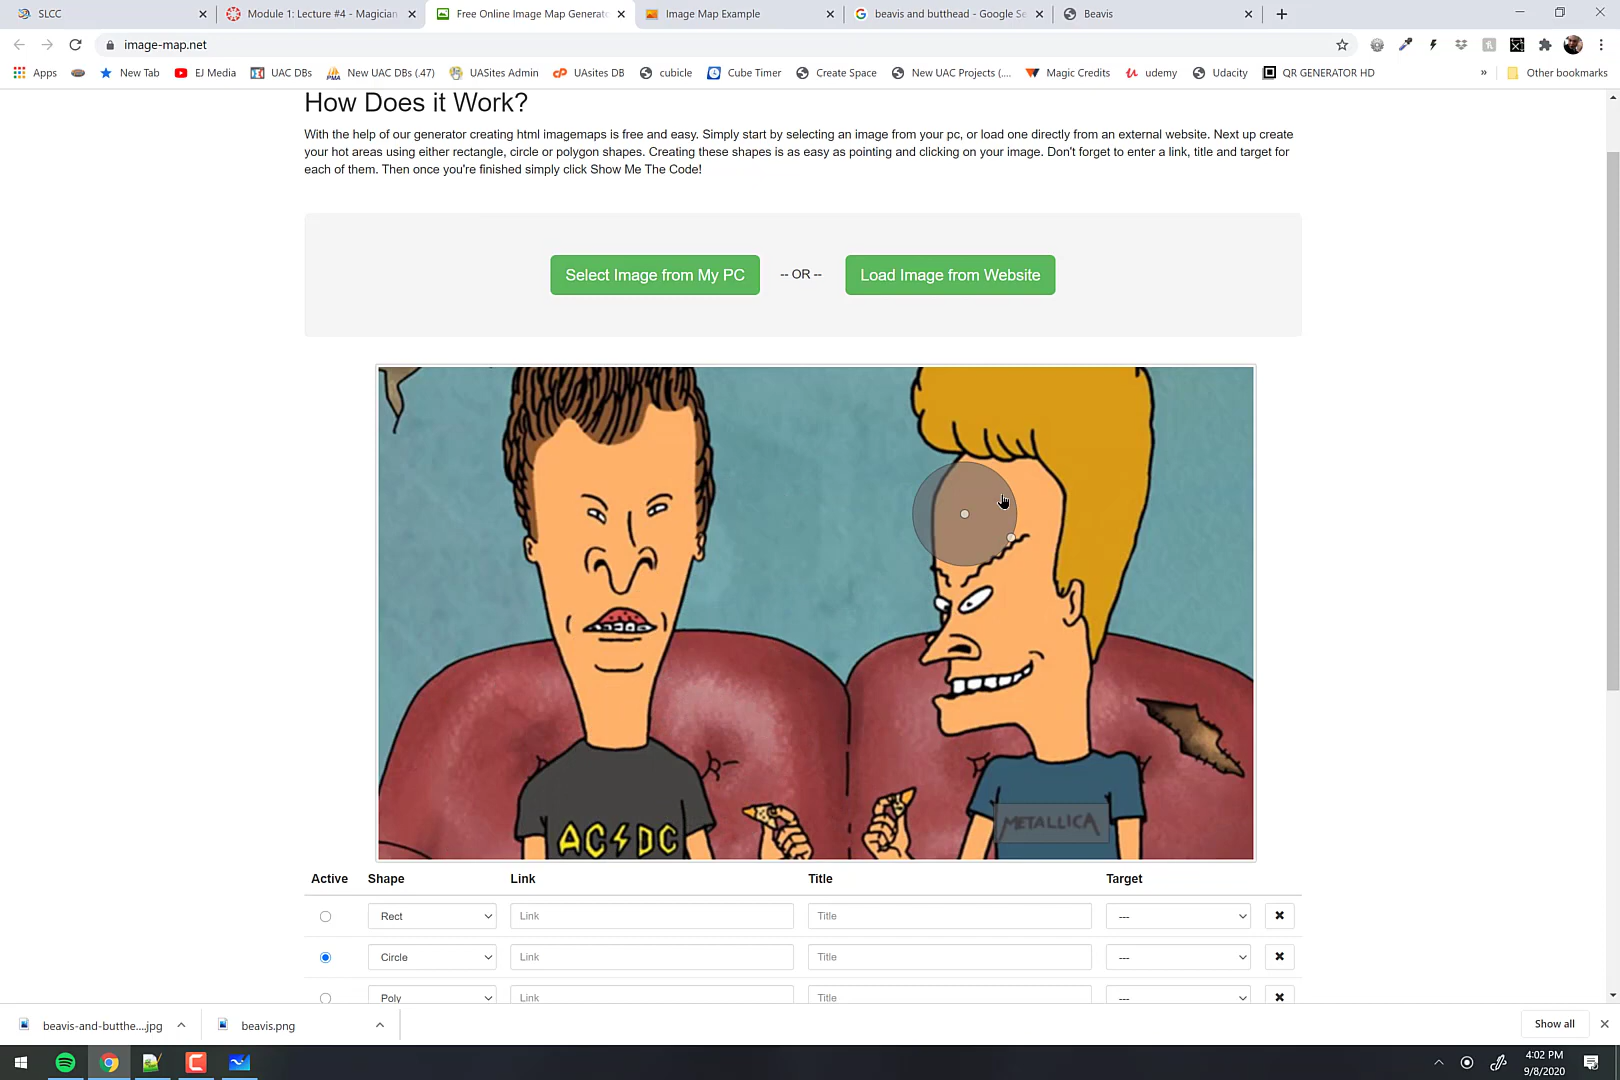 SLCC
Module 1: Lecture #4 - Magician
Free Online Image Map Generat
Image Map Example
beavis and butthead - Google Se
Beavis
image-map.net
Apps
New Tab
EJ Media
UAC DBs
New UAC DBs (.47)
UASites Admin
UAsites DB
cubicle
Cube Timer
Create Space
New UAC Projects (....
Magic Credits
udemy
Udacity
QR GENERATOR HD
»
Other bookmarks
How Does it Work?
With the help of our generator creating html imagemaps is free and easy. Simply start by selecting an image from your pc, or load one directly from an external website. Next up create
your hot areas using either rectangle, circle or polygon shapes. Creating these shapes is as easy as pointing and clicking on your image. Don't forget to enter a link, title and target for
each of them. Then once you're finished simply click Show Me The Code!
Select Image from My PC
-- OR --
Load Image from Website
AC⚡DC
METALLICA
Active Shape Link Title Target
Rect Link Title ---
Circle Link Title ---
Poly Link Title ---
beavis-and-butthe....jpg
beavis.png
Show all
4:02 PM
9/8/2020